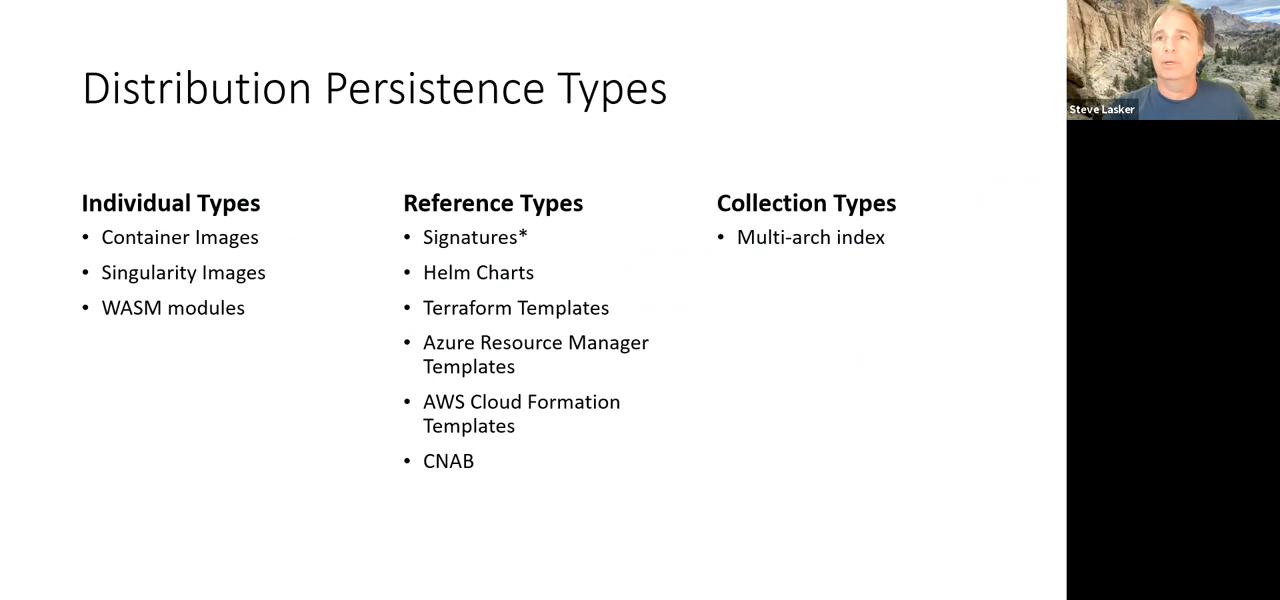 Distribution Persistence Types
Steve Lasker
Individual Types
• Container Images
• Singularity Images
• WASM modules
Reference Types
• Signatures*
• Helm Charts
• Terraform Templates
• Azure Resource Manager
Templates
• AWS Cloud Formation
Templates
• CNAB
Collection Types
• Multi-arch index